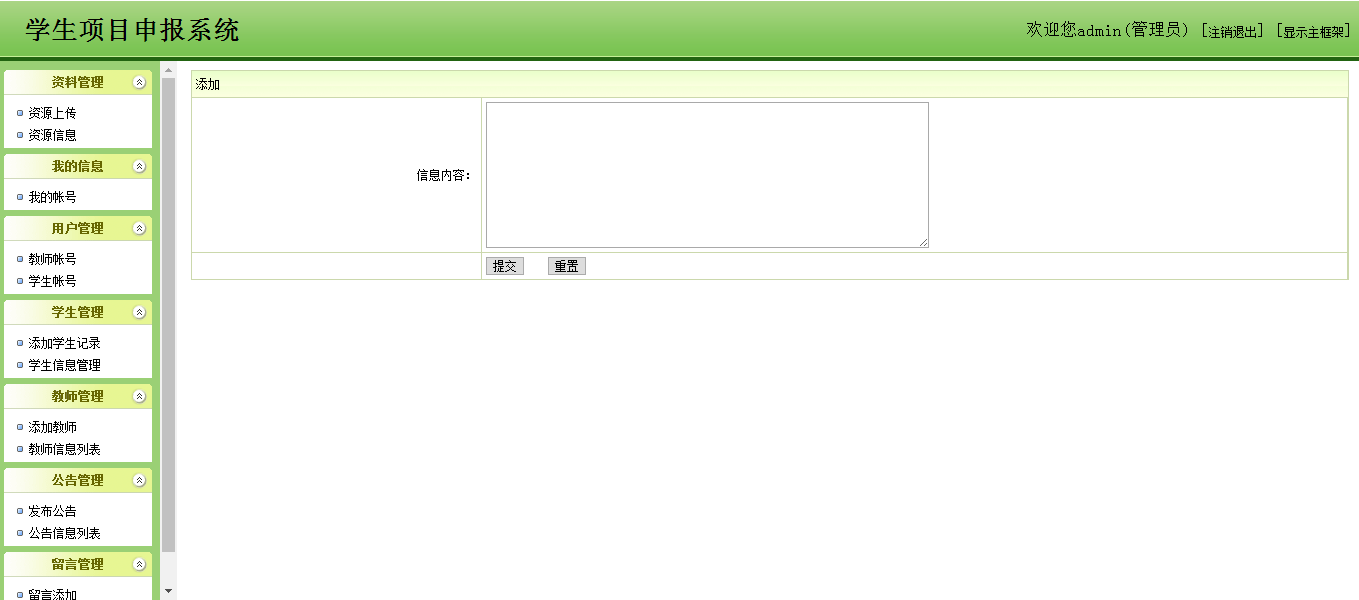 学生项目申报系统
欢迎您admin(管理员) [注销退出] [显示主框架]
资料管理
资源上传
资源信息
我的信息
我的帐号
用户管理
教师帐号
学生帐号
学生管理
添加学生记录
学生信息管理
教师管理
添加教师
教师信息列表
公告管理
发布公告
公告信息列表
留言管理
留言添加
添加
信息内容：
提交 重置